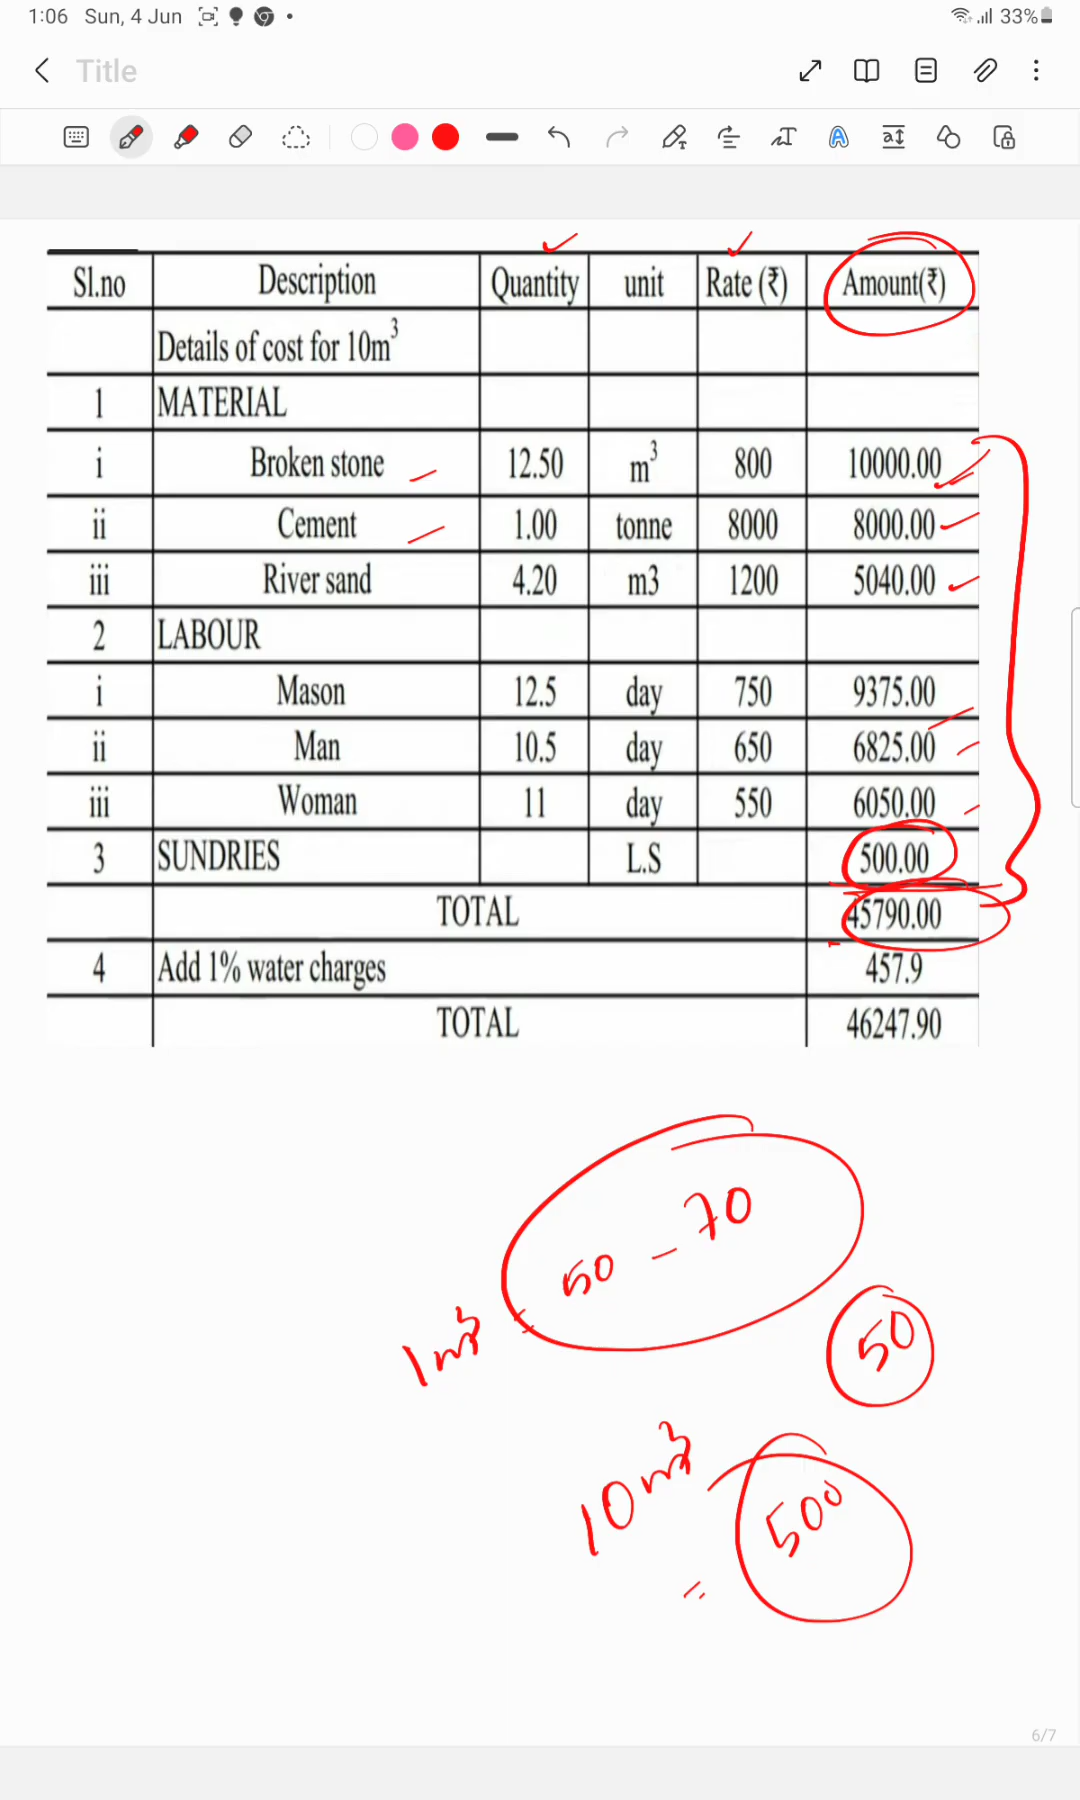 1:06 Sun, 4 Jun 33%
Title
Sl.no Description Quantity unit Rate (₹) Amount(₹)
Details of cost for 10m³
1 MATERIAL
i Broken stone 12.50 m³ 800 10000.00
ii Cement 1.00 tonne 8000 8000.00
iii River sand 4.20 m3 1200 5040.00
2 LABOUR
i Mason 12.5 day 750 9375.00
ii Man 10.5 day 650 6825.00
iii Woman 11 day 550 6050.00
3 SUNDRIES L.S 500.00
TOTAL 45790.00
4 Add 1% water charges 457.9
TOTAL 46247.90
1m³ = 50 - 70
50
10m³ = 500
6/7